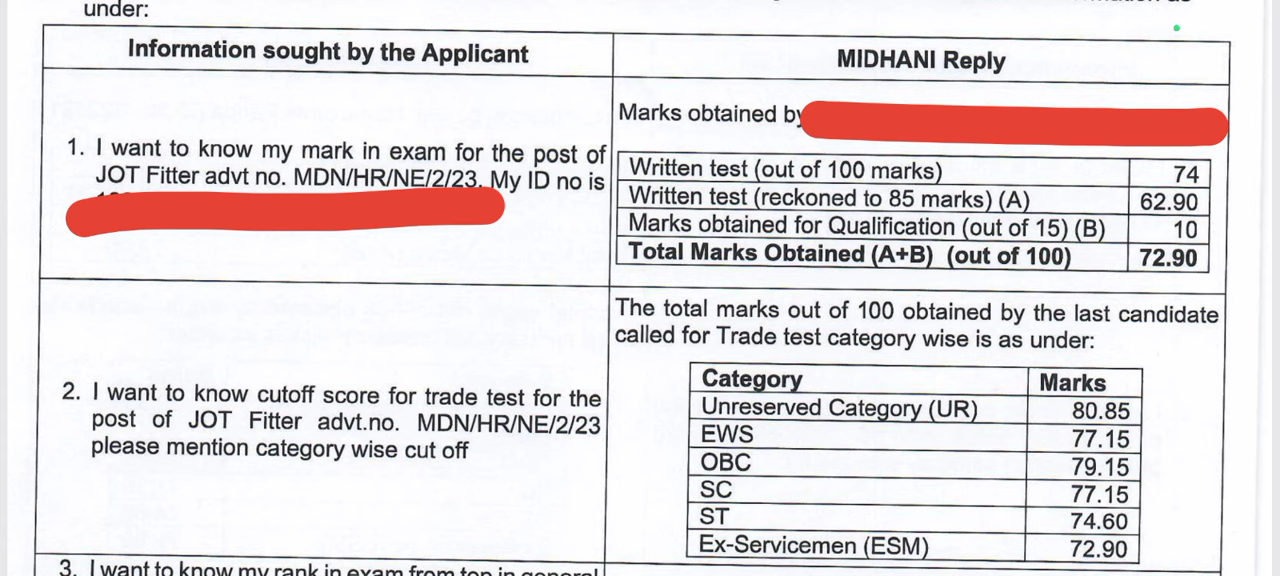 under:
Information sought by the Applicant
MIDHANI Reply
1. I want to know my mark in exam for the post of
JOT Fitter advt no. MDN/HR/NE/2/23. My ID no is
Marks obtained by
Written test (out of 100 marks) 74
Written test (reckoned to 85 marks) (A) 62.90
Marks obtained for Qualification (out of 15) (B) 10
Total Marks Obtained (A+B) (out of 100) 72.90
2. I want to know cutoff score for trade test for the
post of JOT Fitter advt.no. MDN/HR/NE/2/23
please mention category wise cut off
The total marks out of 100 obtained by the last candidate
called for Trade test category wise is as under:
Category Marks
Unreserved Category (UR) 80.85
EWS 77.15
OBC 79.15
SC 77.15
ST 74.60
Ex-Servicemen (ESM) 72.90
3. I want to know my rank in exam from top in general